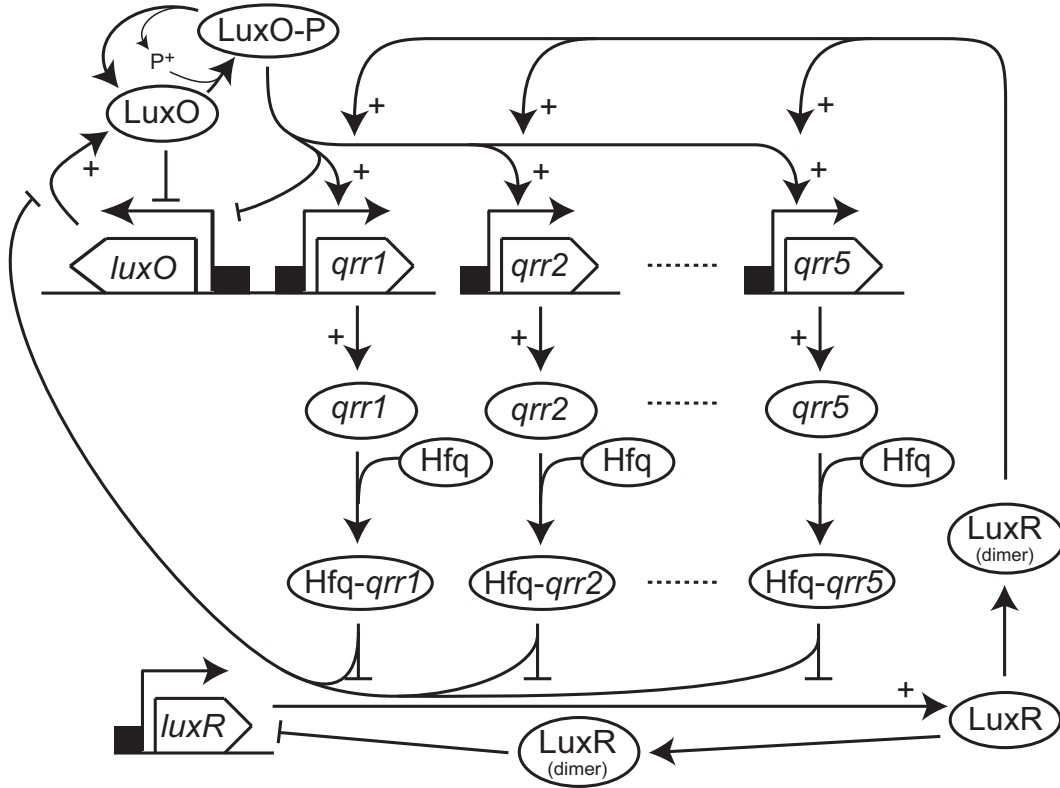 LuxO-P
P+
LuxO
+
+
+
+
+
+
+
luxO
qrr1
qrr2
qrr5
+
+
+
qrr1
qrr2
qrr5
Hfq
Hfq
Hfq
LuxR
(dimer)
Hfq-qrr1
Hfq-qrr2
Hfq-qrr5
+
luxR
LuxR
LuxR
(dimer)